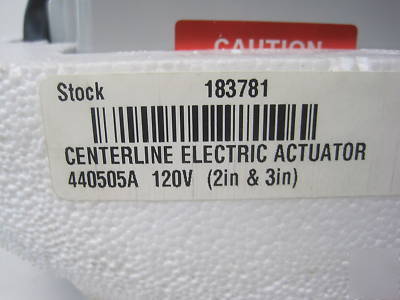 CAUTION
Stock 183781
CENTERLINE ELECTRIC ACTUATOR
440505A 120V (2in & 3in)